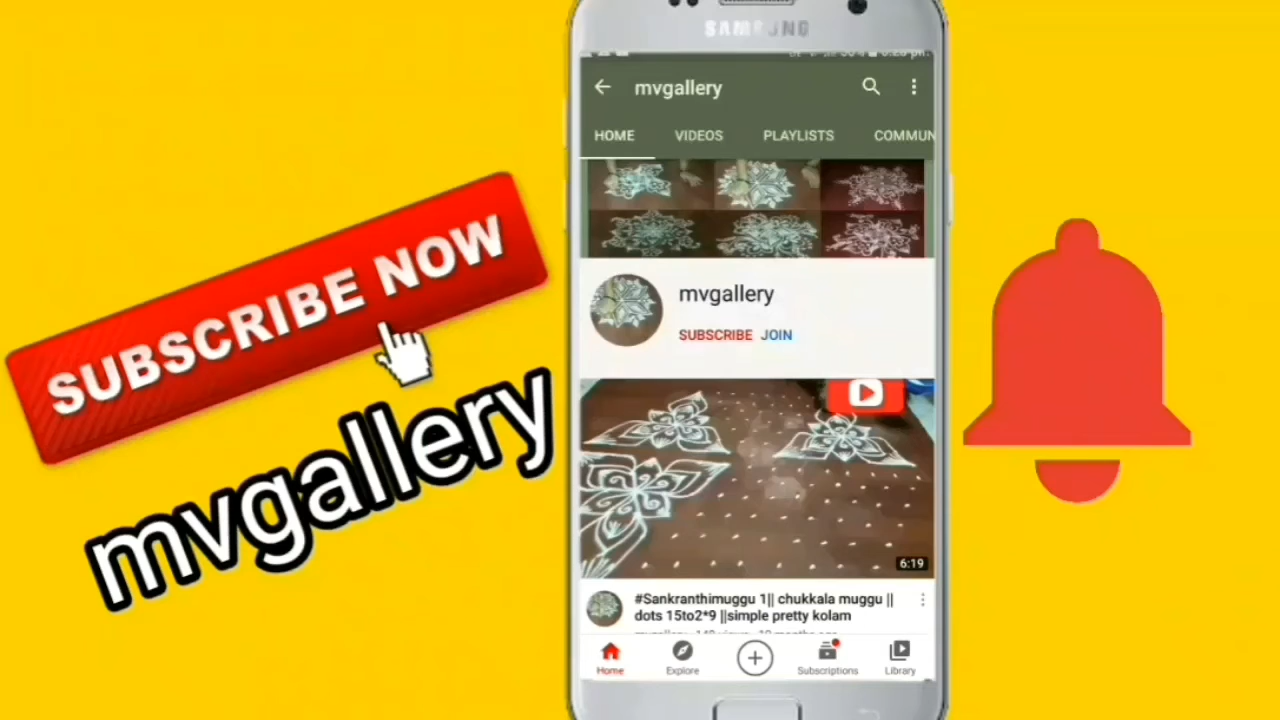 SAMSUNG
mvgallery
HOME VIDEOS PLAYLISTS COMMUN
SUBSCRIBE NOW
mvgallery
mvgallery
SUBSCRIBE JOIN
6:19
#Sankranthimuggu 1|| chukkala muggu ||
dots 15to2*9 ||simple pretty kolam
Home Explore Subscriptions Library